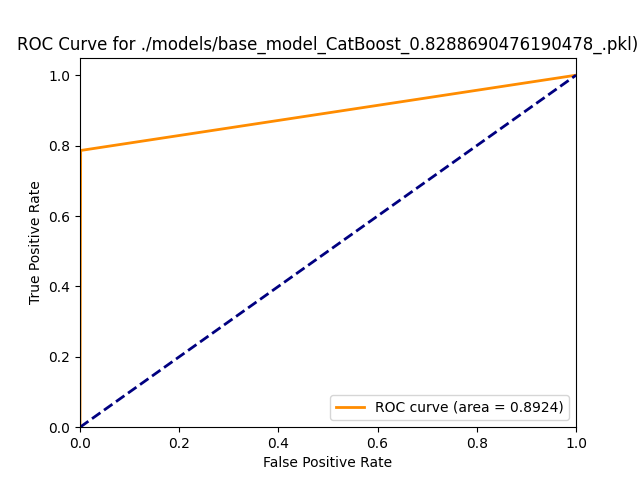 ROC Curve for ./models/base_model_CatBoost_0.8288690476190478_.pkl)
1.0
0.8
0.6
0.4
0.2
0.0
True Positive Rate
ROC curve (area = 0.8924)
0.0 0.2 0.4 0.6 0.8 1.0
False Positive Rate